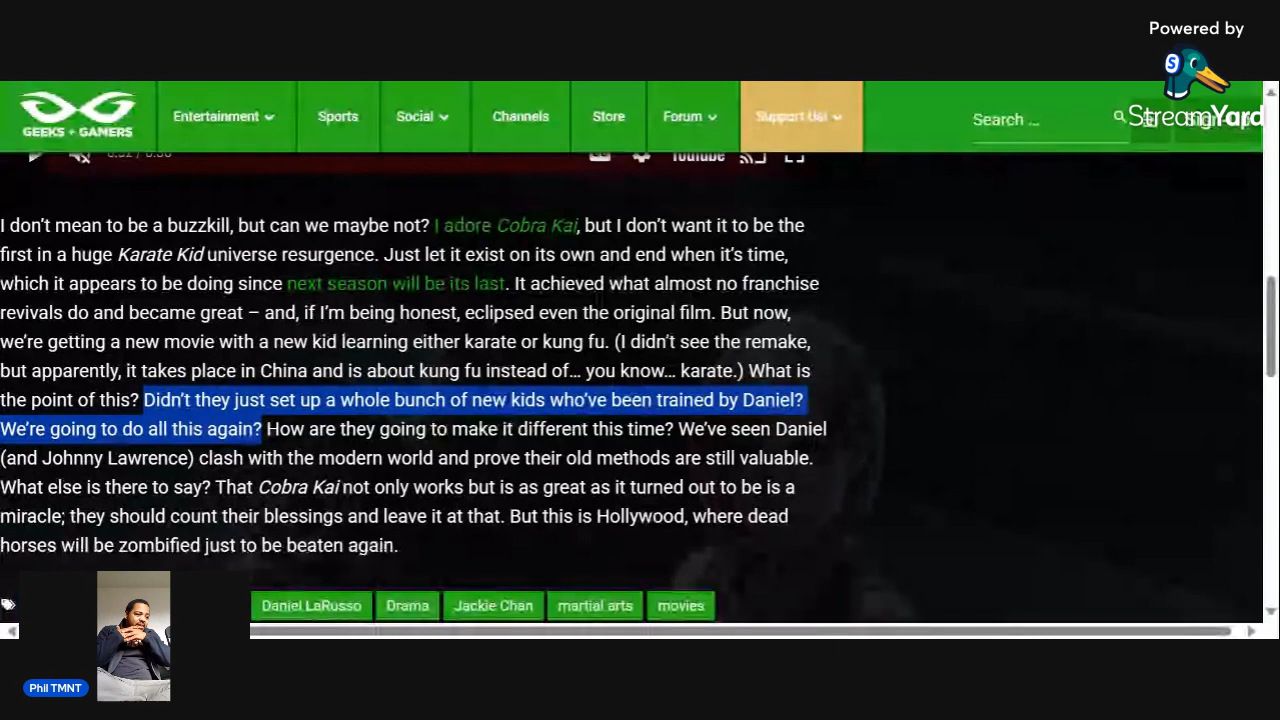 Powered by
StreamYard
GEEKS + GAMERS
Entertainment
Sports
Social
Channels
Store
Forum
Support Us!
Search ...
YouTube
I don’t mean to be a buzzkill, but can we maybe not? I adore Cobra Kai, but I don’t want it to be the
first in a huge Karate Kid universe resurgence. Just let it exist on its own and end when it’s time,
which it appears to be doing since next season will be its last. It achieved what almost no franchise
revivals do and became great – and, if I’m being honest, eclipsed even the original film. But now,
we’re getting a new movie with a new kid learning either karate or kung fu. (I didn’t see the remake,
but apparently, it takes place in China and is about kung fu instead of… you know… karate.) What is
the point of this? Didn’t they just set up a whole bunch of new kids who’ve been trained by Daniel?
We’re going to do all this again? How are they going to make it different this time? We’ve seen Daniel
(and Johnny Lawrence) clash with the modern world and prove their old methods are still valuable.
What else is there to say? That Cobra Kai not only works but is as great as it turned out to be is a
miracle; they should count their blessings and leave it at that. But this is Hollywood, where dead
horses will be zombified just to be beaten again.
Daniel LaRusso
Drama
Jackie Chan
martial arts
movies
Phil TMNT